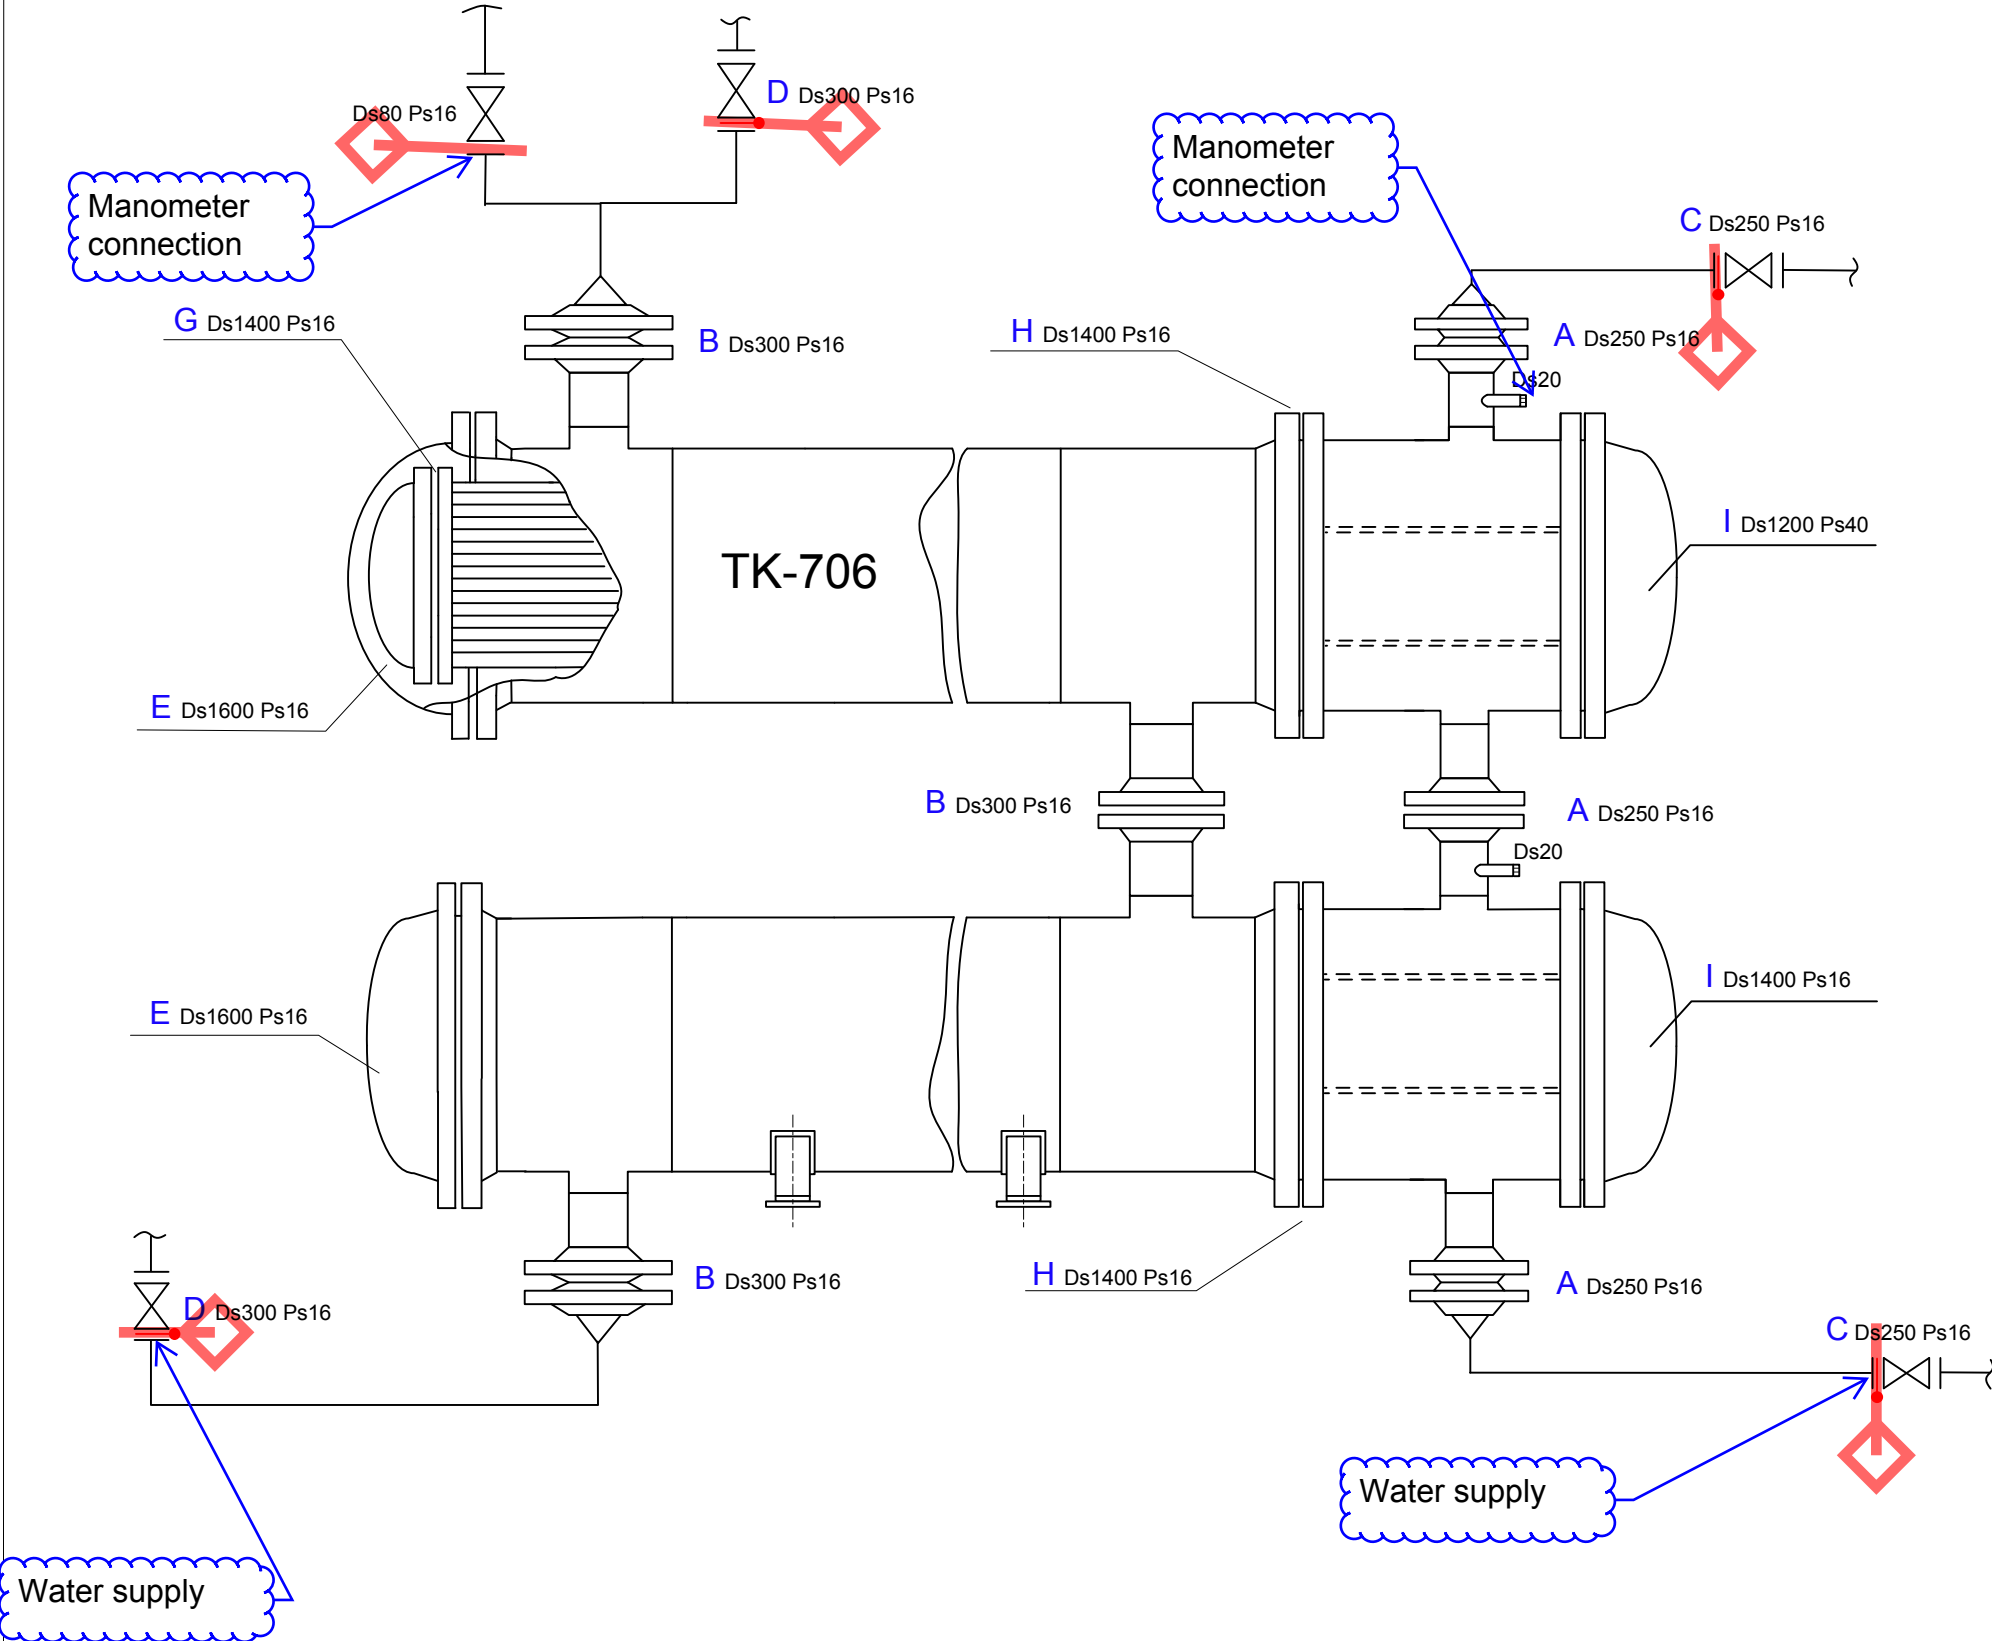 Ds80 Ps16
D Ds300 Ps16
Manometer
connection
Manometer
connection
C Ds250 Ps16
G Ds1400 Ps16
B Ds300 Ps16
H Ds1400 Ps16
A Ds250 Ps16
Ds20
TK-706
I Ds1200 Ps40
E Ds1600 Ps16
B Ds300 Ps16
A Ds250 Ps16
Ds20
E Ds1600 Ps16
I Ds1400 Ps16
B Ds300 Ps16
H Ds1400 Ps16
A Ds250 Ps16
D Ds300 Ps16
C Ds250 Ps16
Water supply
Water supply